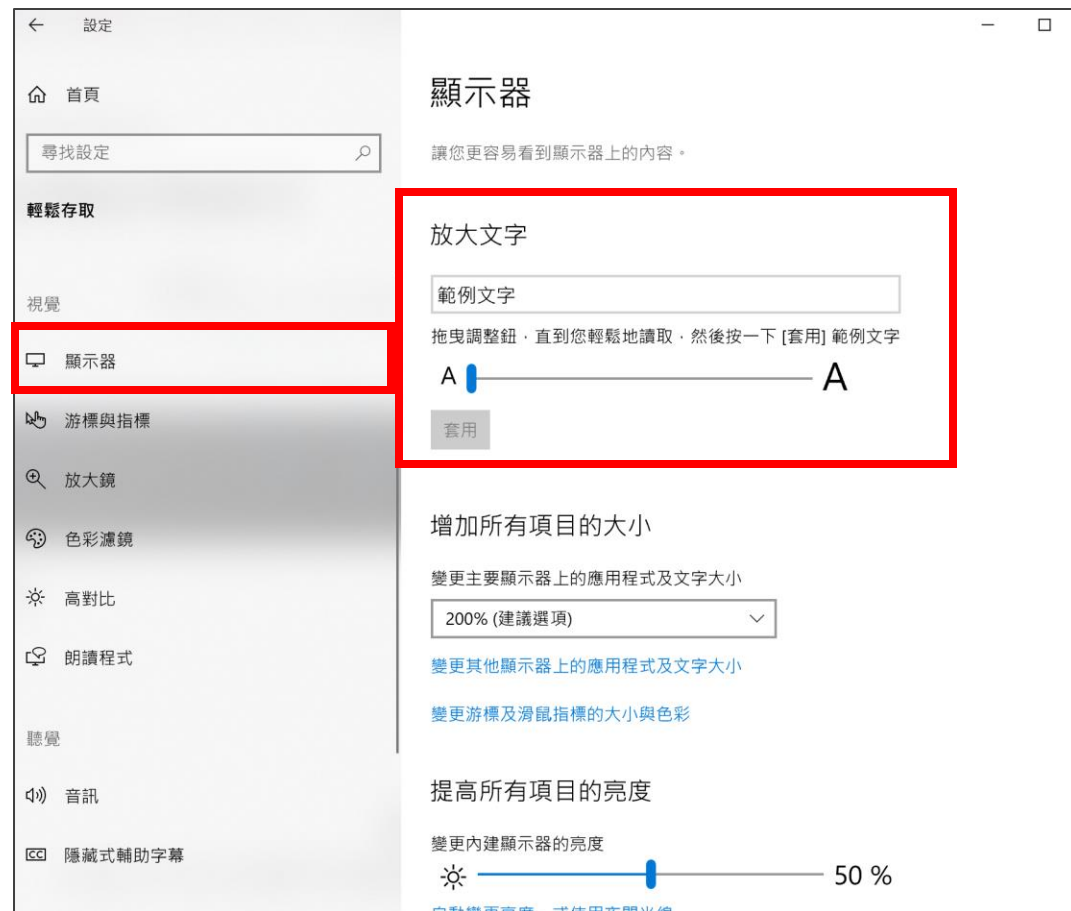 設定
首頁
尋找設定
輕鬆存取
視覺
顯示器
游標與指標
放大鏡
色彩濾鏡
高對比
朗讀程式
聽覺
音訊
隱藏式輔助字幕
顯示器
讓您更容易看到顯示器上的內容。
放大文字
範例文字
拖曳調整鈕，直到您輕鬆地讀取，然後按一下 [套用] 範例文字
A A
套用
增加所有項目的大小
變更主要顯示器上的應用程式及文字大小
200% (建議選項)
變更其他顯示器上的應用程式及文字大小
變更游標及滑鼠指標的大小與色彩
提高所有項目的亮度
變更內建顯示器的亮度
50 %